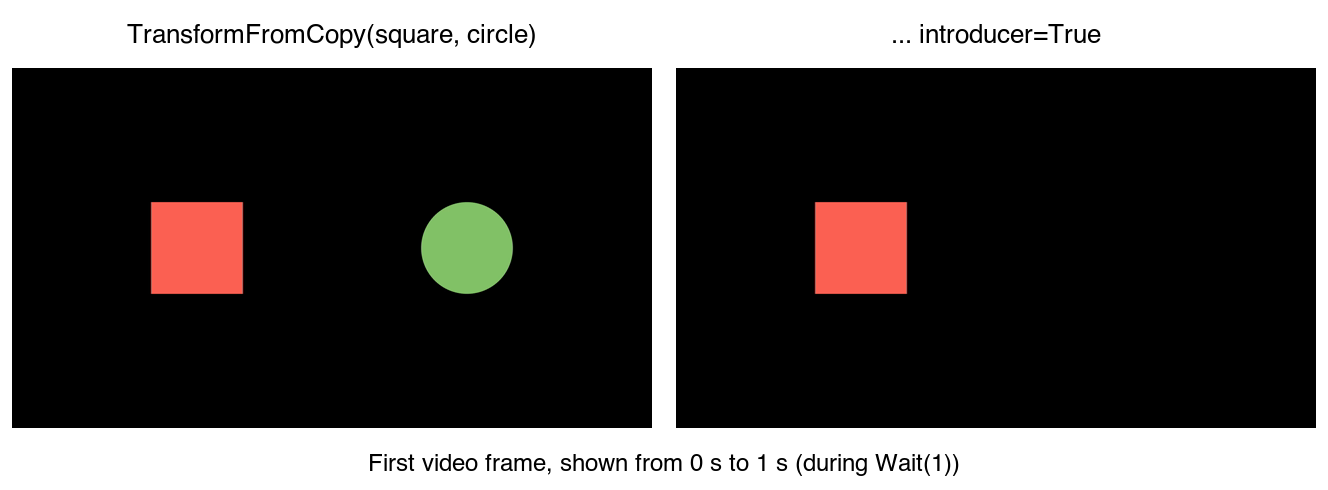 TransformFromCopy(square, circle)
... introducer=True
First video frame, shown from 0 s to 1 s (during Wait(1))